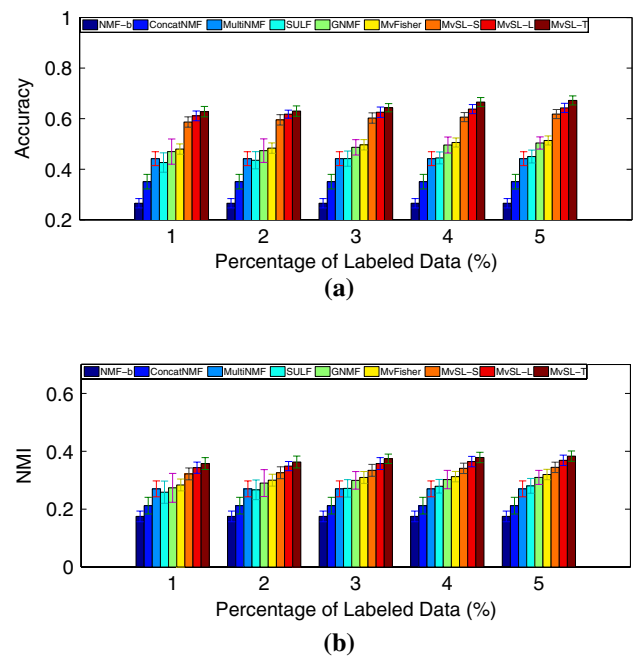 1
NMF−b ConcatNMF MultiNMF SULF GNMF MvFisher MvSL−S MvSL−L MvSL−T
0.8
0.6
0.4
0.2
Accuracy
1 2 3 4 5
Percentage of Labeled Data (%)
(a)
NMF−b ConcatNMF MultiNMF SULF GNMF MvFisher MvSL−S MvSL−L MvSL−T
0.6
0.4
0.2
0
NMI
1 2 3 4 5
Percentage of Labeled Data (%)
(b)